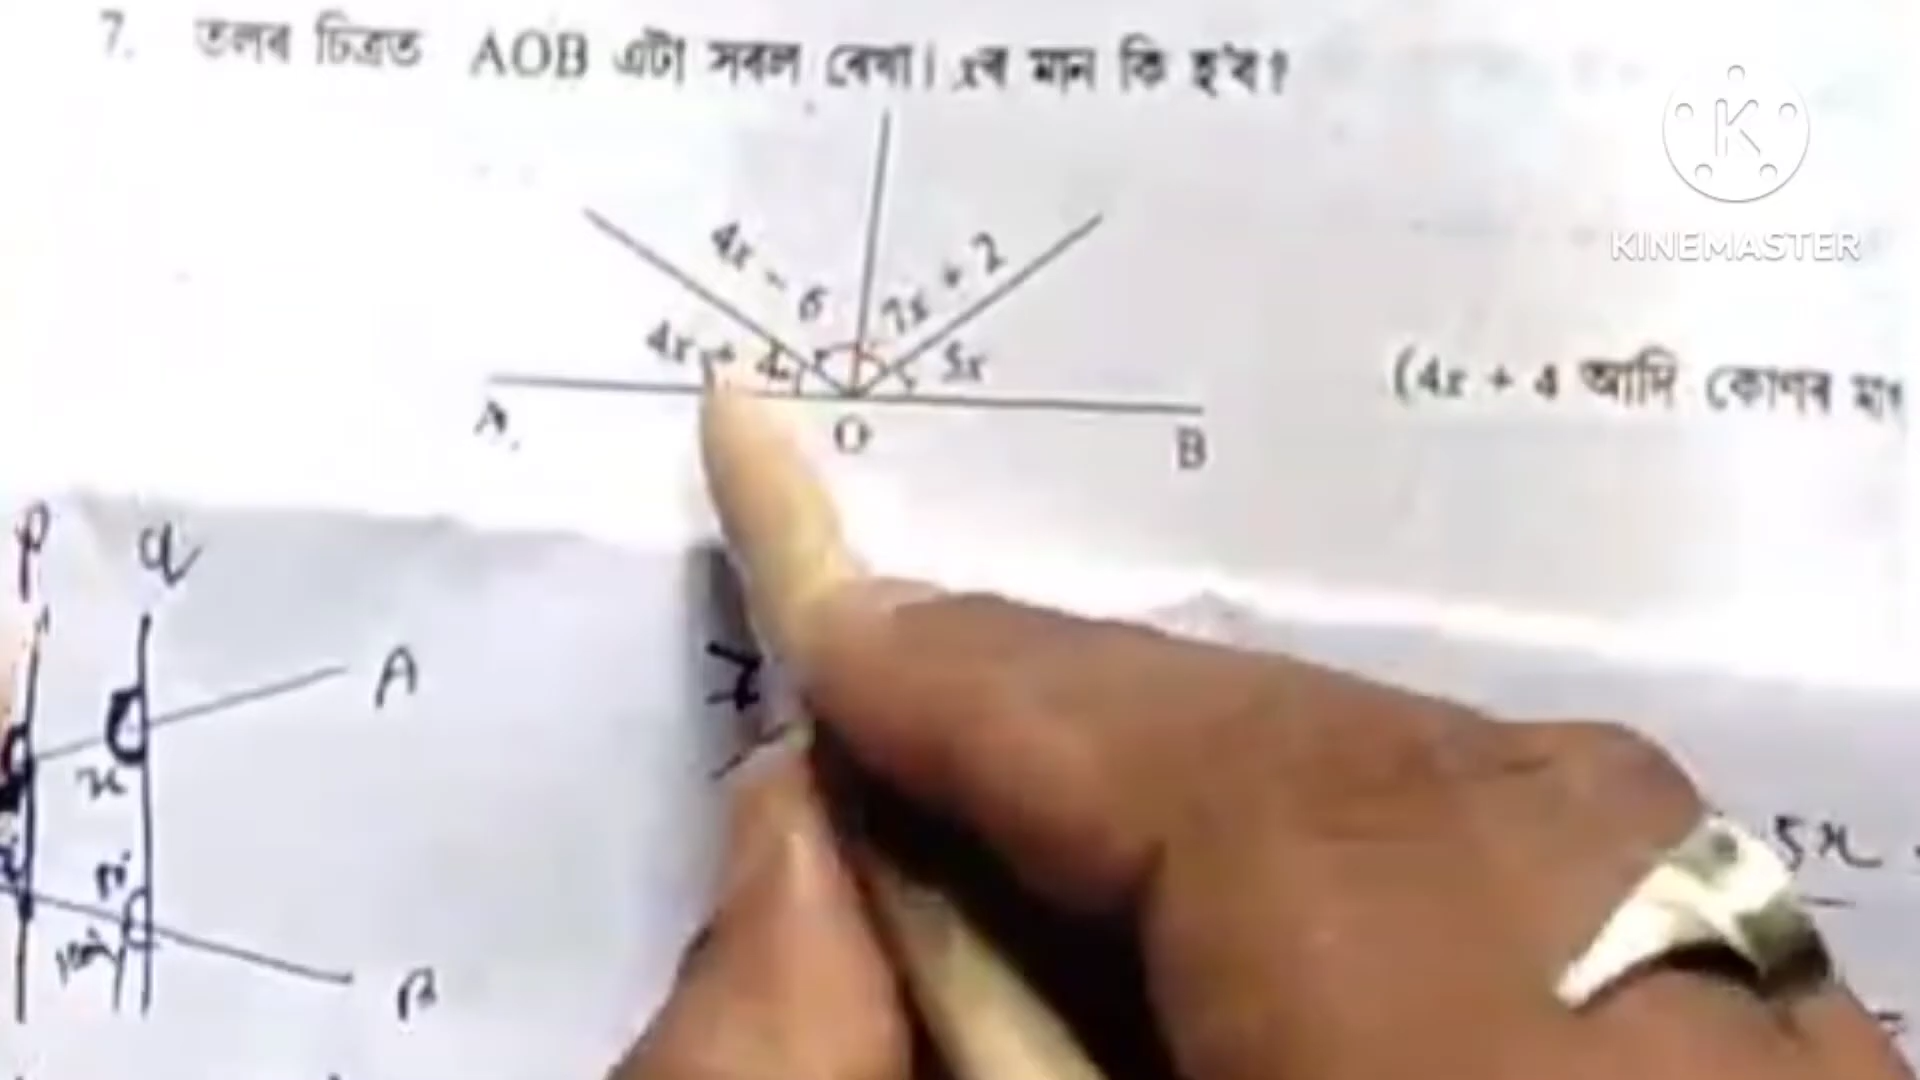 7. তলৰ চিত্ৰত AOB এটা সৰল ৰেখা। xৰ মান কি হ'ব?
KINEMASTER
4x - 6
7x + 2
4x + 4
5x
(4x + 4 আদি কোণৰ
A
O
B
P
q
A
x
5x
B